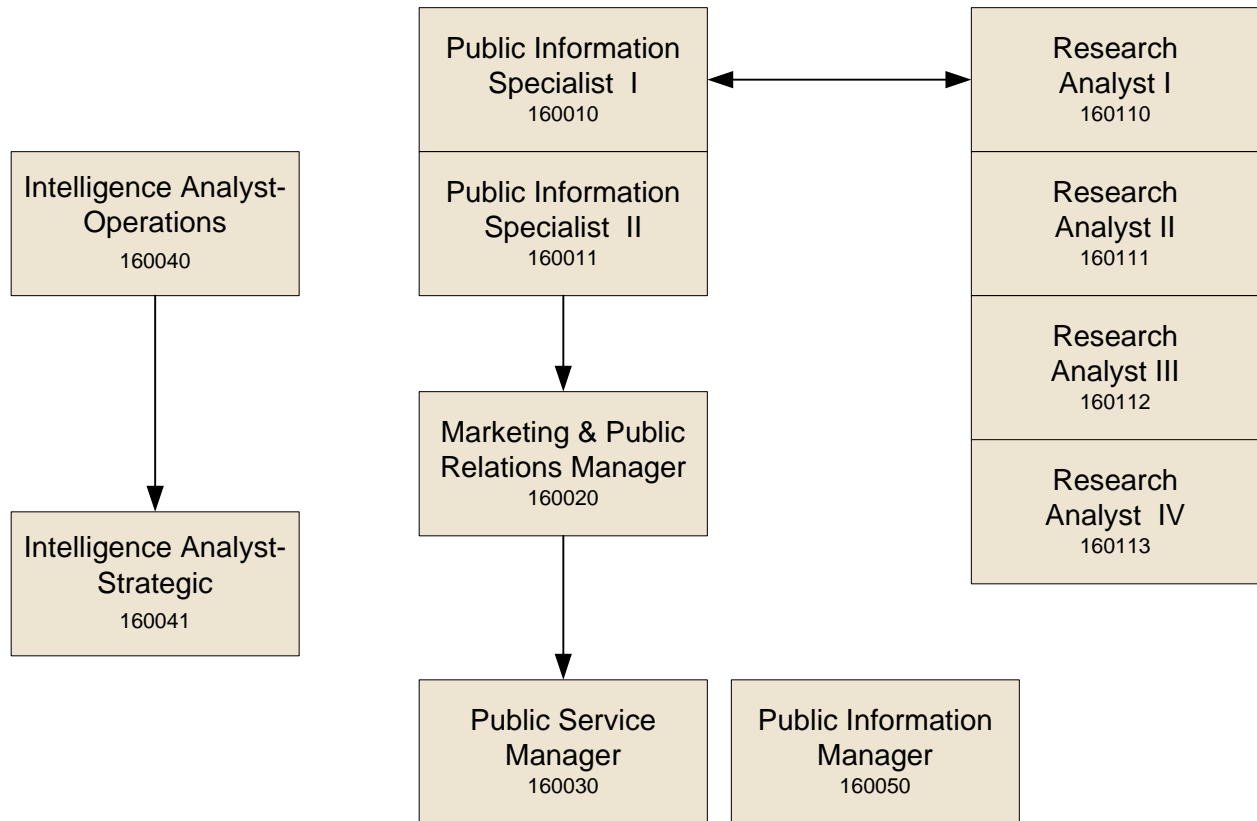 Public Information
Specialist  I
160010
Research
Analyst I
160110
Intelligence Analyst-
Operations
160040
Public Information
Specialist  II
160011
Research
Analyst II
160111
Research
Analyst III
160112
Marketing & Public
Relations Manager
160020
Research
Analyst  IV
160113
Intelligence Analyst-
Strategic
160041
Public Service
Manager
160030
Public Information
Manager
160050